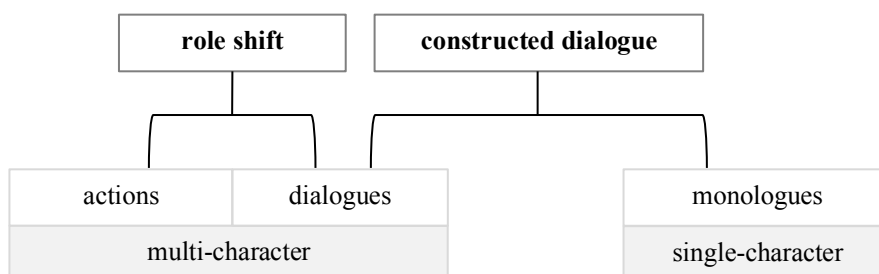 role shift
constructed dialogue
actions
dialogues
monologues
multi-character
single-character